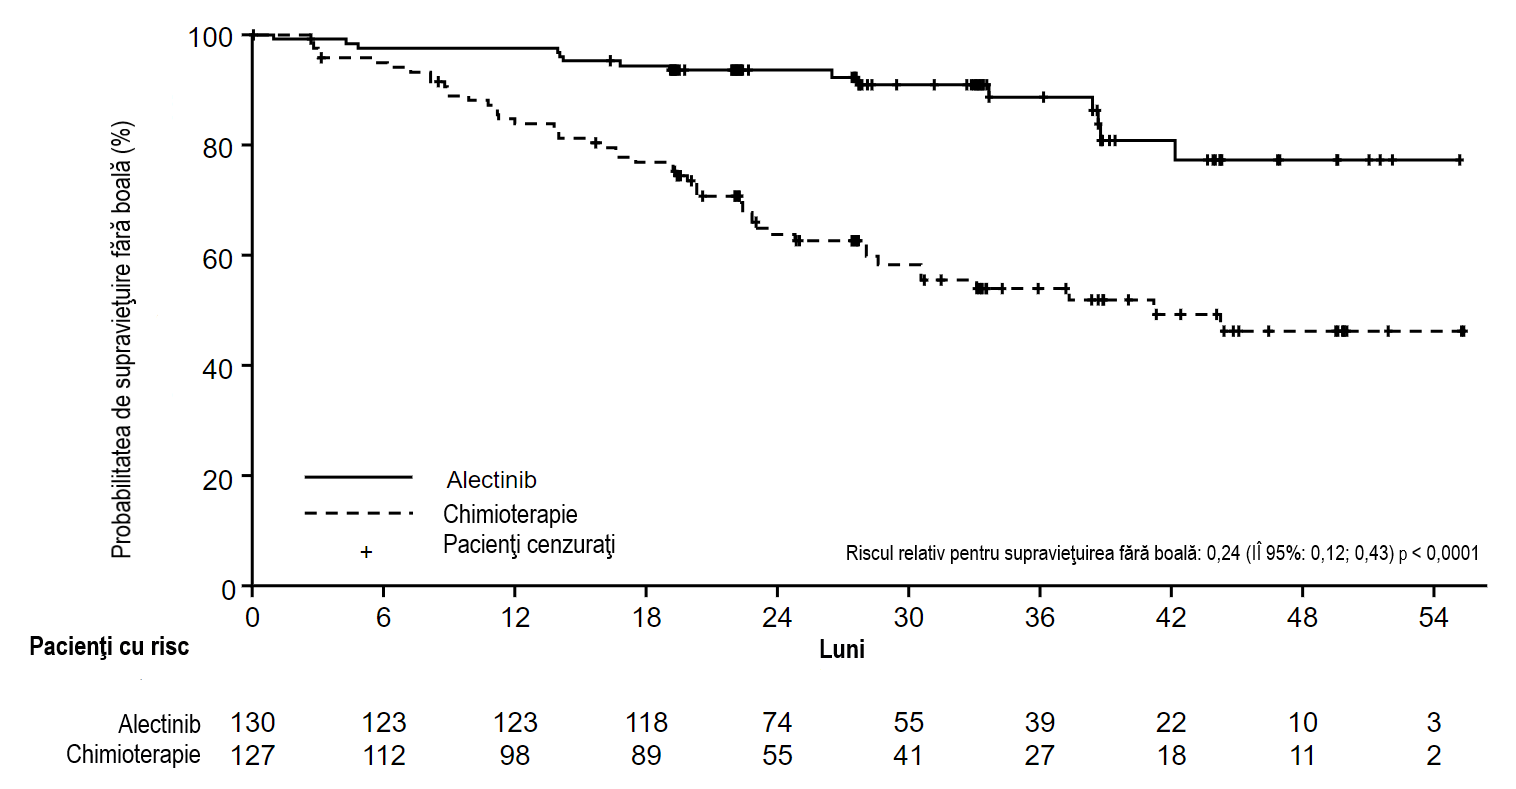 Probabilitatea de supravieţuire fără boală (%)
100
80
60
40
20
0
Alectinib
Chimioterapie
+ Pacienţi cenzuraţi
Riscul relativ pentru supravieţuirea fără boală: 0,24 (IÎ 95%: 0,12; 0,43) p < 0,0001
0 6 12 18 24 30 36 42 48 54
Luni
Pacienţi cu risc
Alectinib 130 123 123 118 74 55 39 22 10 3
Chimioterapie 127 112 98 89 55 41 27 18 11 2